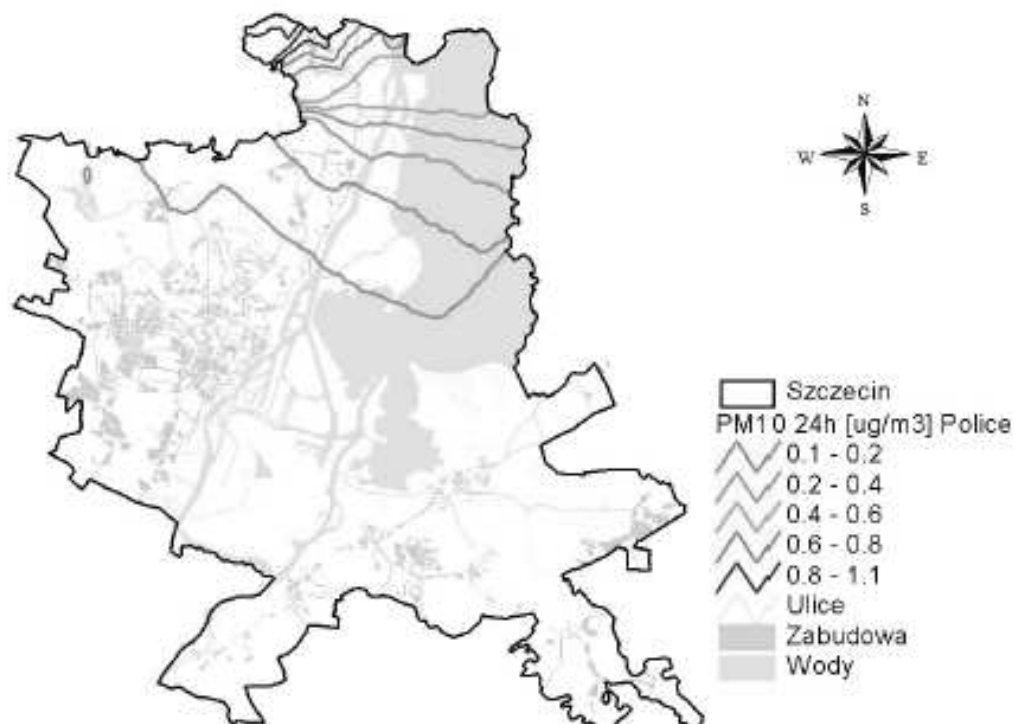 N
W E
S
Szczecin
PM10 24h [ug/m3] Police
0.1 - 0.2
0.2 - 0.4
0.4 - 0.6
0.6 - 0.8
0.8 - 1.1
Ulice
Zabudowa
Wody